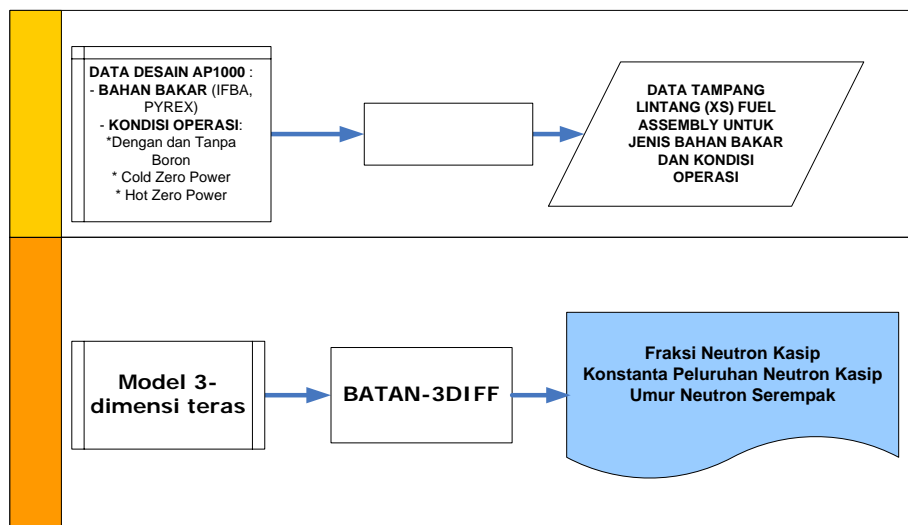 DATA DESAIN AP1000 :
- BAHAN BAKAR (IFBA,
PYREX)
- KONDISI OPERASI:
*Dengan dan Tanpa
Boron
* Cold Zero Power
* Hot Zero Power
DATA TAMPANG
LINTANG (XS) FUEL
ASSEMBLY UNTUK
JENIS BAHAN BAKAR
DAN KONDISI
OPERASI
Model 3-
dimensi teras
BATAN-3DIFF
Fraksi Neutron Kasip
Konstanta Peluruhan Neutron Kasip
Umur Neutron Serempak